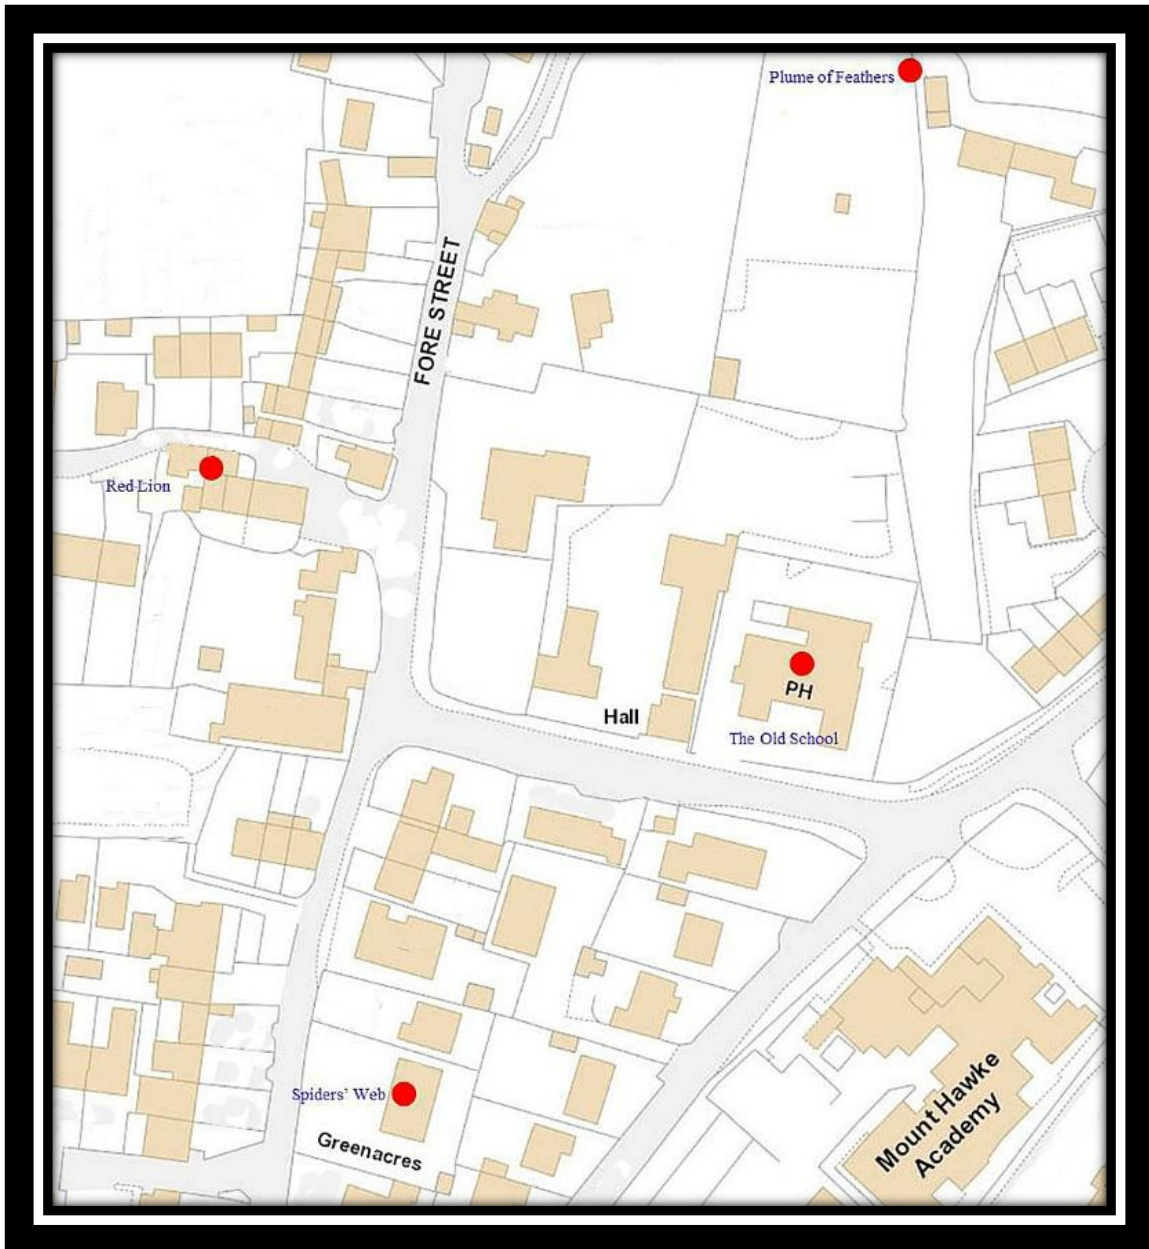 Plume of Feathers
FORE STREET
Red Lion
PH
Hall
The Old School
Spiders' Web
Greenacres
Mount Hawke
Academy